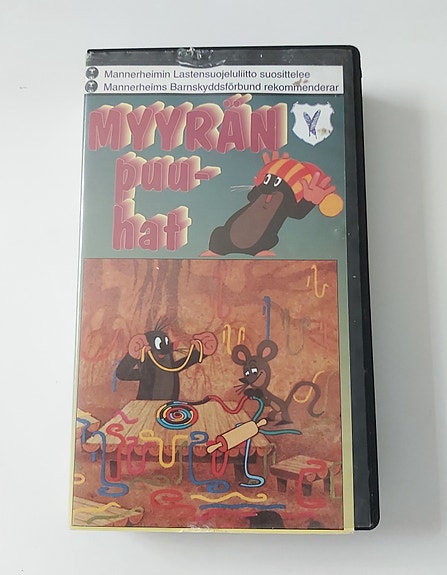 Mannerheimin Lastensuojeluliitto suosittelee
Mannerheims Barnskyddsförbund rekommenderar
MYYRÄN
puu-
hat